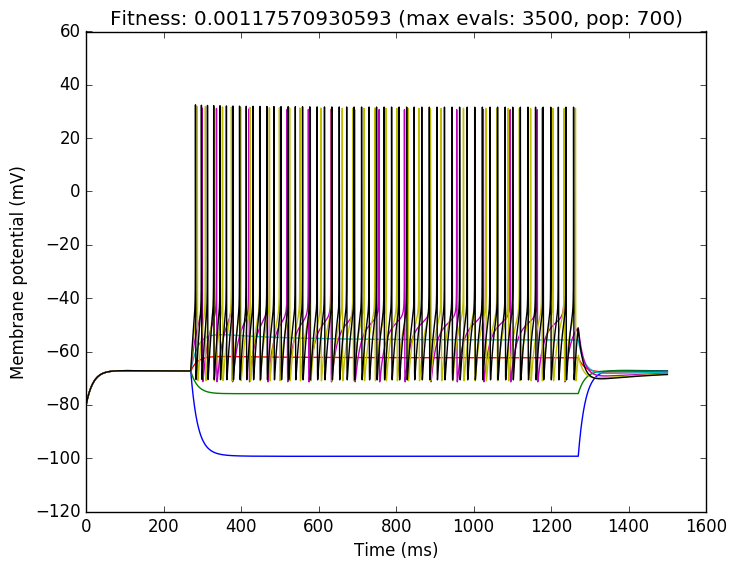 Fitness: 0.00117570930593 (max evals: 3500, pop: 700)
60
40
20
0
−20
−40
−60
−80
−100
−120
Membrane potential (mV)
0 200 400 600 800 1000 1200 1400 1600
Time (ms)